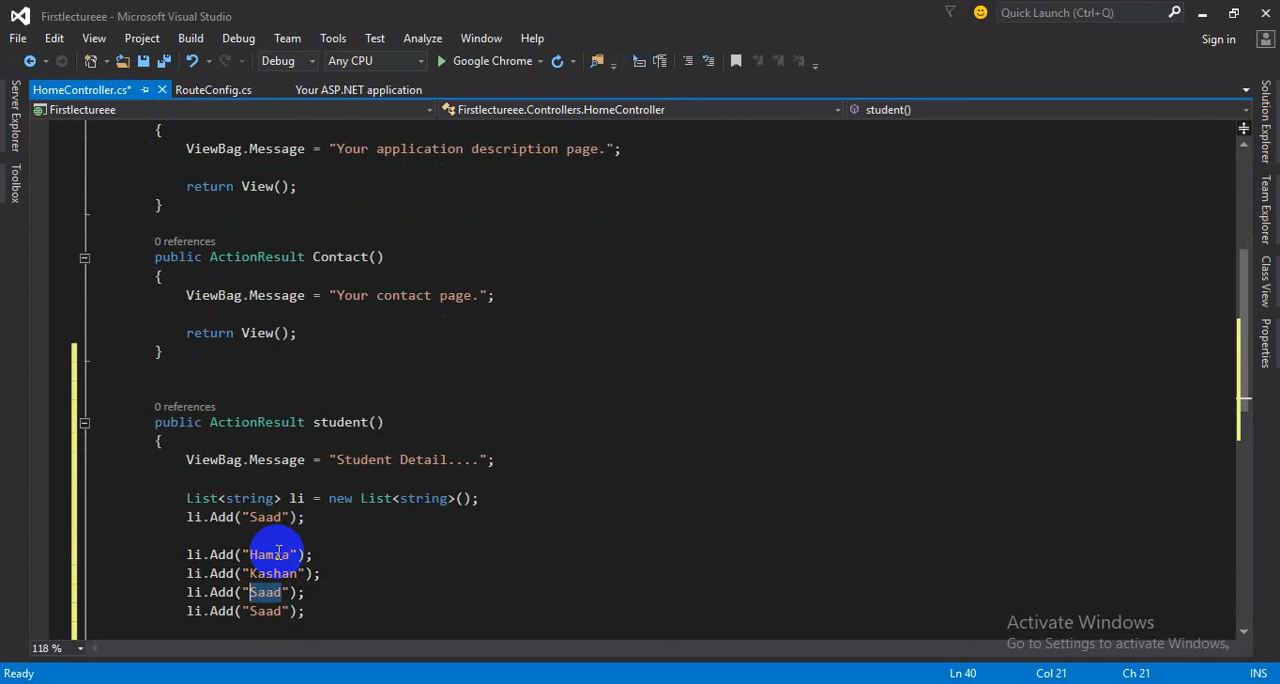 Firstlectureee - Microsoft Visual Studio
Quick Launch (Ctrl+Q)
File Edit View Project Build Debug Team Tools Test Analyze Window Help
Sign in
Debug Any CPU Google Chrome
HomeController.cs* RouteConfig.cs Your ASP.NET application
Firstlectureee Firstlectureee.Controllers.HomeController student()
Server Explorer
Toolbox
{
ViewBag.Message = "Your application description page.";
return View();
}
0 references
public ActionResult Contact()
{
ViewBag.Message = "Your contact page.";
return View();
}
0 references
public ActionResult student()
{
ViewBag.Message = "Student Detail....";
List<string> li = new List<string>();
li.Add("Saad");
li.Add("Hamza");
li.Add("Kashan");
li.Add("Saad");
li.Add("Saad");
Solution Explorer
Team Explorer
Class View
Properties
Activate Windows
Go to Settings to activate Windows.
118 %
Ready Ln 40 Col 21 Ch 21 INS